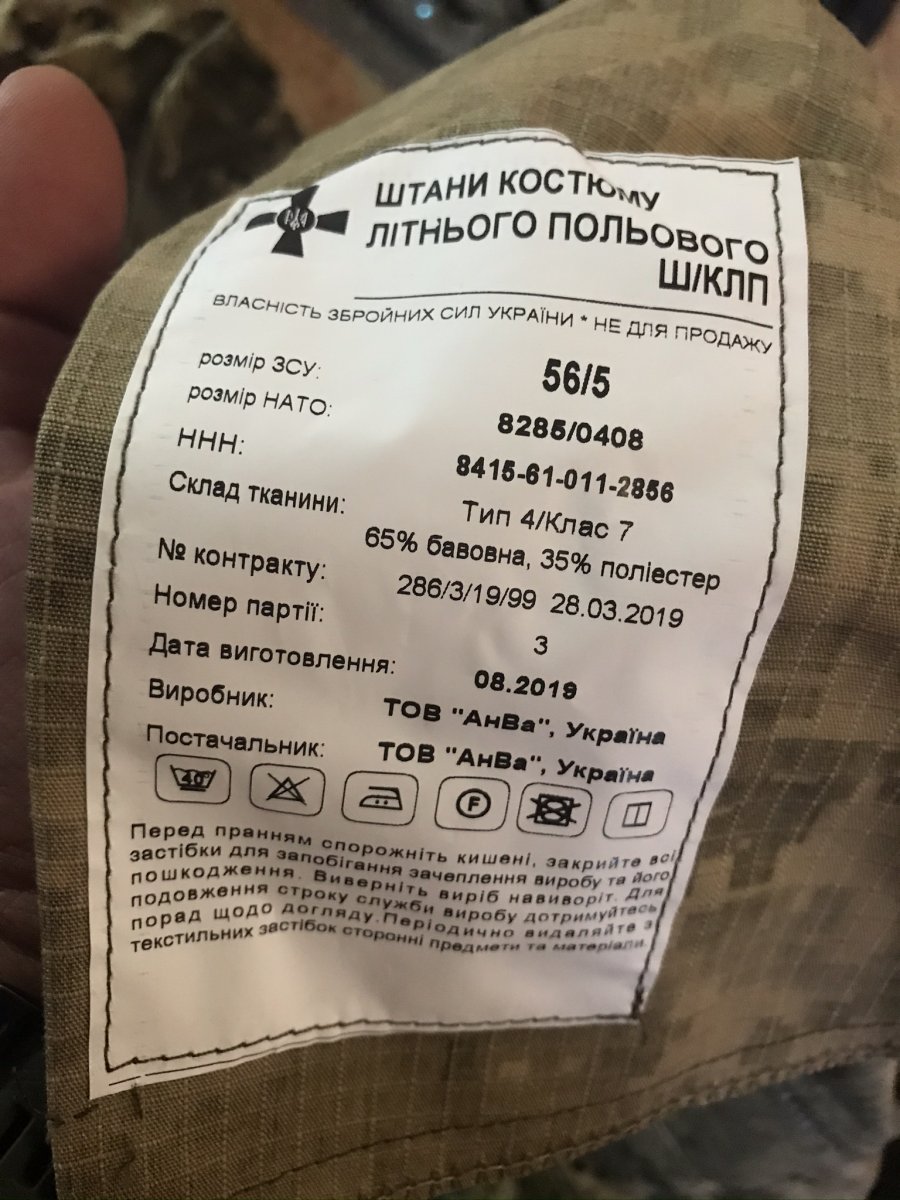 ШТАНИ КОСТЮМУ
ЛІТНЬОГО ПОЛЬОВОГО
Ш/КЛП
ВЛАСНІСТЬ ЗБРОЙНИХ СИЛ УКРАЇНИ * НЕ ДЛЯ ПРОДАЖУ
розмір ЗСУ: 56/5
розмір НАТО: 8285/0408
ННН: 8415-61-011-2856
Склад тканини: Тип 4/Клас 7
65% бавовна, 35% поліестер
№ контракту: 286/3/19/99 28.03.2019
Номер партії: 3
Дата виготовлення: 08.2019
Виробник: ТОВ "АнВа", Україна
Постачальник: ТОВ "АнВа", Україна
40° F
Перед пранням спорожніть кишені, закрийте всі
застібки для запобігання зачеплення виробу та його
пошкодження. Виверніть виріб навиворіт. Для
подовження строку служби виробу дотримуйтесь
порад щодо догляду. Періодично видаляйте з
текстильних застібок сторонні предмети та матеріали.